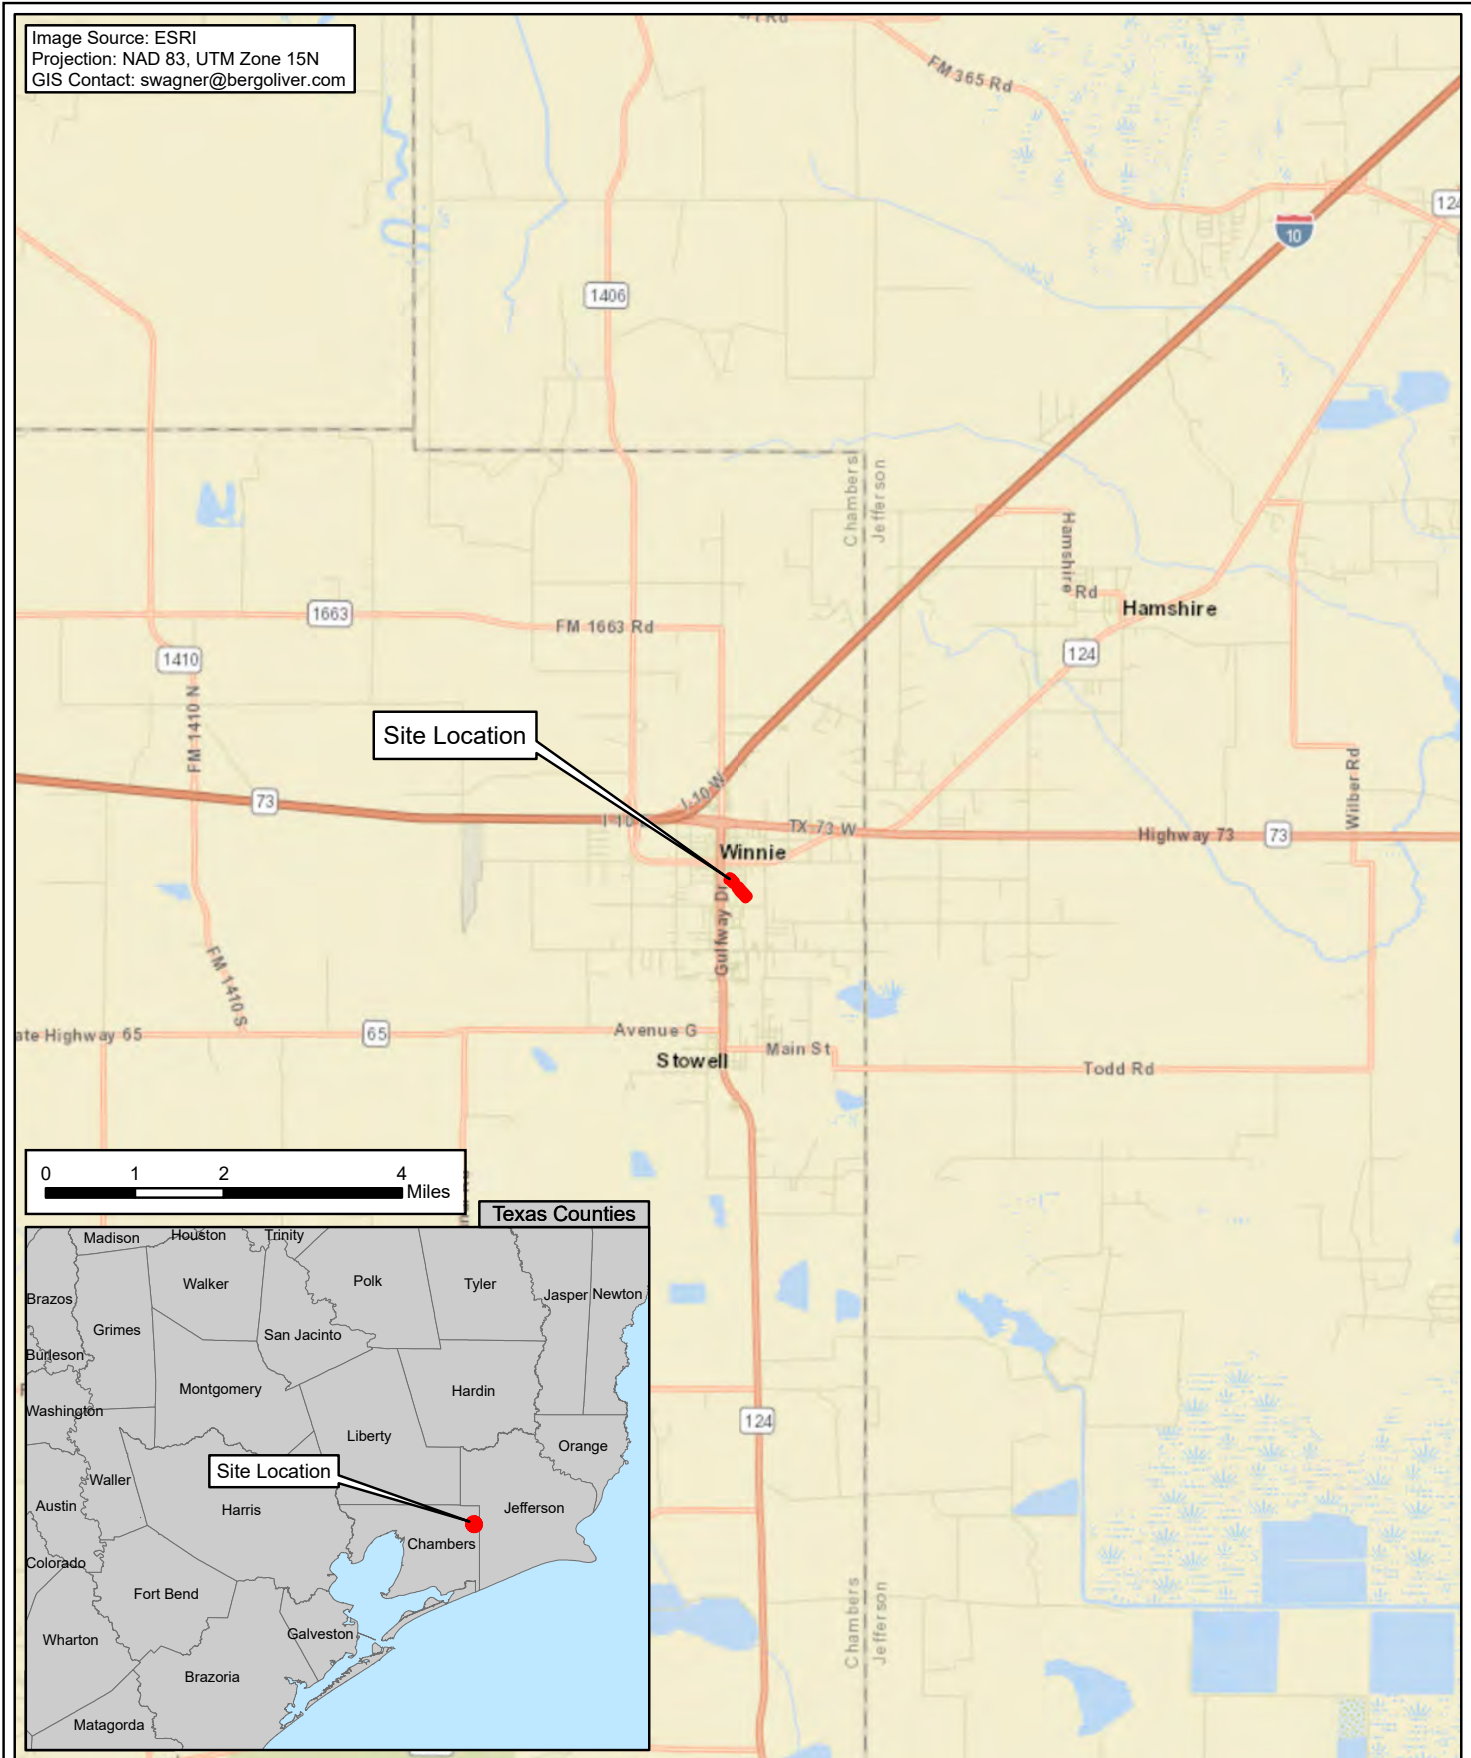 Image Source: ESRI
Projection: NAD 83, UTM Zone 15N
GIS Contact: swagner@bergoliver.com
FM 365 Rd
124
10
1406
Chambers
Jefferson
Hamshire
Rd
Hamshire
1663
FM 1663 Rd
124
1410
FM 1410 N
Site Location
I-10 W
Wilber Rd
73
TX 73 W
Highway 73
73
Winnie
Gulfway Dr
FM 1410 S
ate Highway 65
65
Avenue G
Main St
Stowell
Todd Rd
0 1 2 4
Miles
Texas Counties
Madison
Houston
Trinity
Walker
Polk
Tyler
Jasper
Newton
Brazos
Grimes
San Jacinto
Burleson
Montgomery
Hardin
Washington
Liberty
Orange
124
Site Location
Waller
Austin
Harris
Jefferson
Chambers
Colorado
Fort Bend
Wharton
Galveston
Brazoria
Matagorda
Chambers
Jefferson